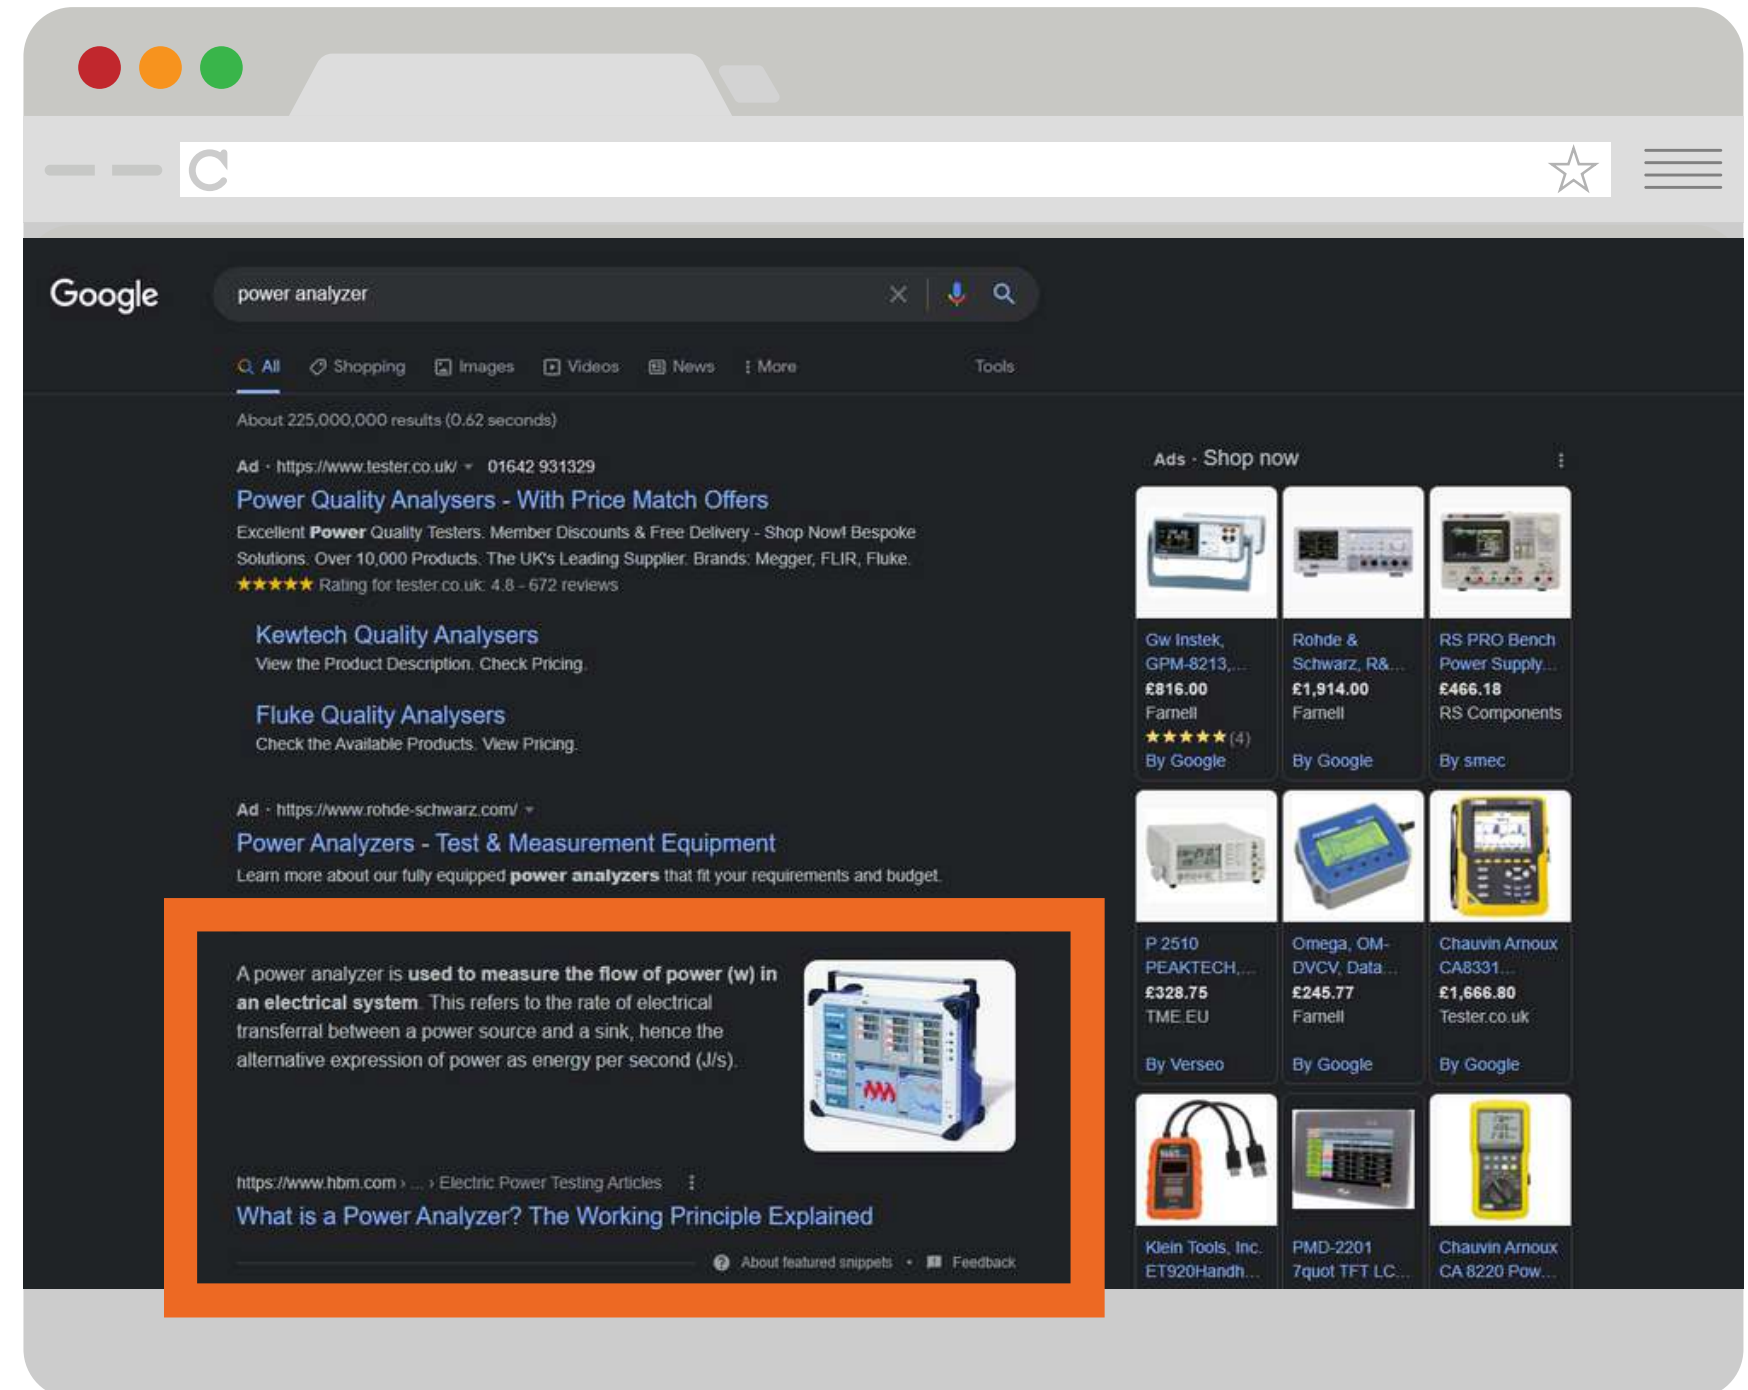 Google
power analyzer
All
Shopping
Images
Videos
News
More
Tools
About 225,000,000 results (0.62 seconds)
Ad · https://www.tester.co.uk/ 01642 931329
Power Quality Analysers - With Price Match Offers
Excellent Power Quality Testers. Member Discounts & Free Delivery - Shop Now! Bespoke
Solutions. Over 10,000 Products. The UK's Leading Supplier. Brands: Megger, FLIR, Fluke.
★★★★★ Rating for tester.co.uk: 4.8 - 672 reviews
Kewtech Quality Analysers
View the Product Description. Check Pricing.
Fluke Quality Analysers
Check the Available Products. View Pricing.
Ad · https://www.rohde-schwarz.com/
Power Analyzers - Test & Measurement Equipment
Learn more about our fully equipped power analyzers that fit your requirements and budget.
A power analyzer is used to measure the flow of power (w) in
an electrical system. This refers to the rate of electrical
transferral between a power source and a sink, hence the
alternative expression of power as energy per second (J/s).
https://www.hbm.com › ... › Electric Power Testing Articles
What is a Power Analyzer? The Working Principle Explained
About featured snippets • Feedback
Ads · Shop now
Gw Instek,
GPM-8213,...
£816.00
Farnell
★★★★★ (4)
By Google
Rohde &
Schwarz, R&...
£1,914.00
Farnell
By Google
RS PRO Bench
Power Supply...
£466.18
RS Components
By smec
P 2510
PEAKTECH,...
£328.75
TME.EU
By Verseo
Omega, OM-
DVCV, Data...
£245.77
Farnell
By Google
Chauvin Arnoux
CA8331...
£1,666.80
Tester.co.uk
By Google
Klein Tools, Inc.
ET920Handh...
PMD-2201
7quot TFT LC...
Chauvin Arnoux
CA 8220 Pow...